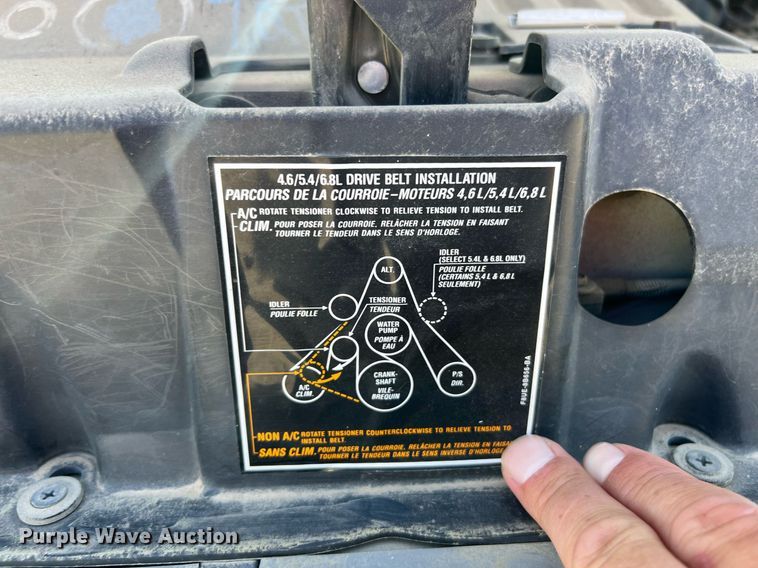 4.6/5.4/6.8L DRIVE BELT INSTALLATION
PARCOURS DE LA COURROIE-MOTEURS 4,6 L/5,4 L/6,8 L
A/C ROTATE TENSIONER CLOCKWISE TO RELIEVE TENSION TO INSTALL BELT.
CLIM. POUR POSER LA COURROIE, RELÂCHER LA TENSION EN FAISANT
TOURNER LE TENDEUR DANS LE SENS D'HORLOGE.
IDLER
(SELECT 5.4L & 6.8L ONLY)
POULIE FOLLE
(CERTAINS 5,4 L & 6,8 L
SEULEMENT)
ALT.
IDLER
POULIE FOLLE
TENSIONER
TENDEUR
WATER
PUMP
POMPE À
EAU
A/C
CLIM.
CRANK-
SHAFT
VILE-
BREQUIN
P/S
DIR.
F8UE-8B656-BA
NON A/C ROTATE TENSIONER COUNTERCLOCKWISE TO RELIEVE TENSION TO
INSTALL BELT.
SANS CLIM. POUR POSER LA COURROIE, RELÂCHER LA TENSION EN FAISANT
TOURNER LE TENDEUR DANS LE SENS INVERSE D'HORLOGE.
Purple Wave Auction